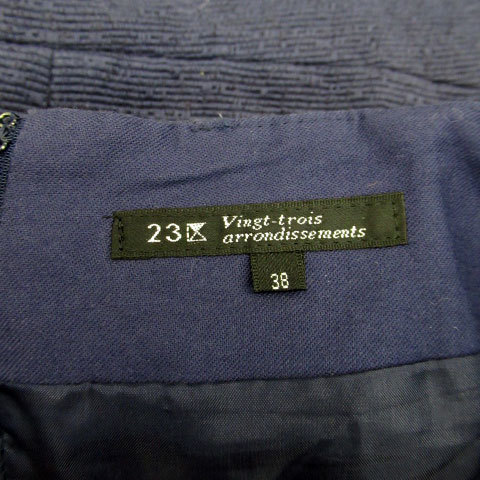 23区 Vingt-trois
arrondissements
38